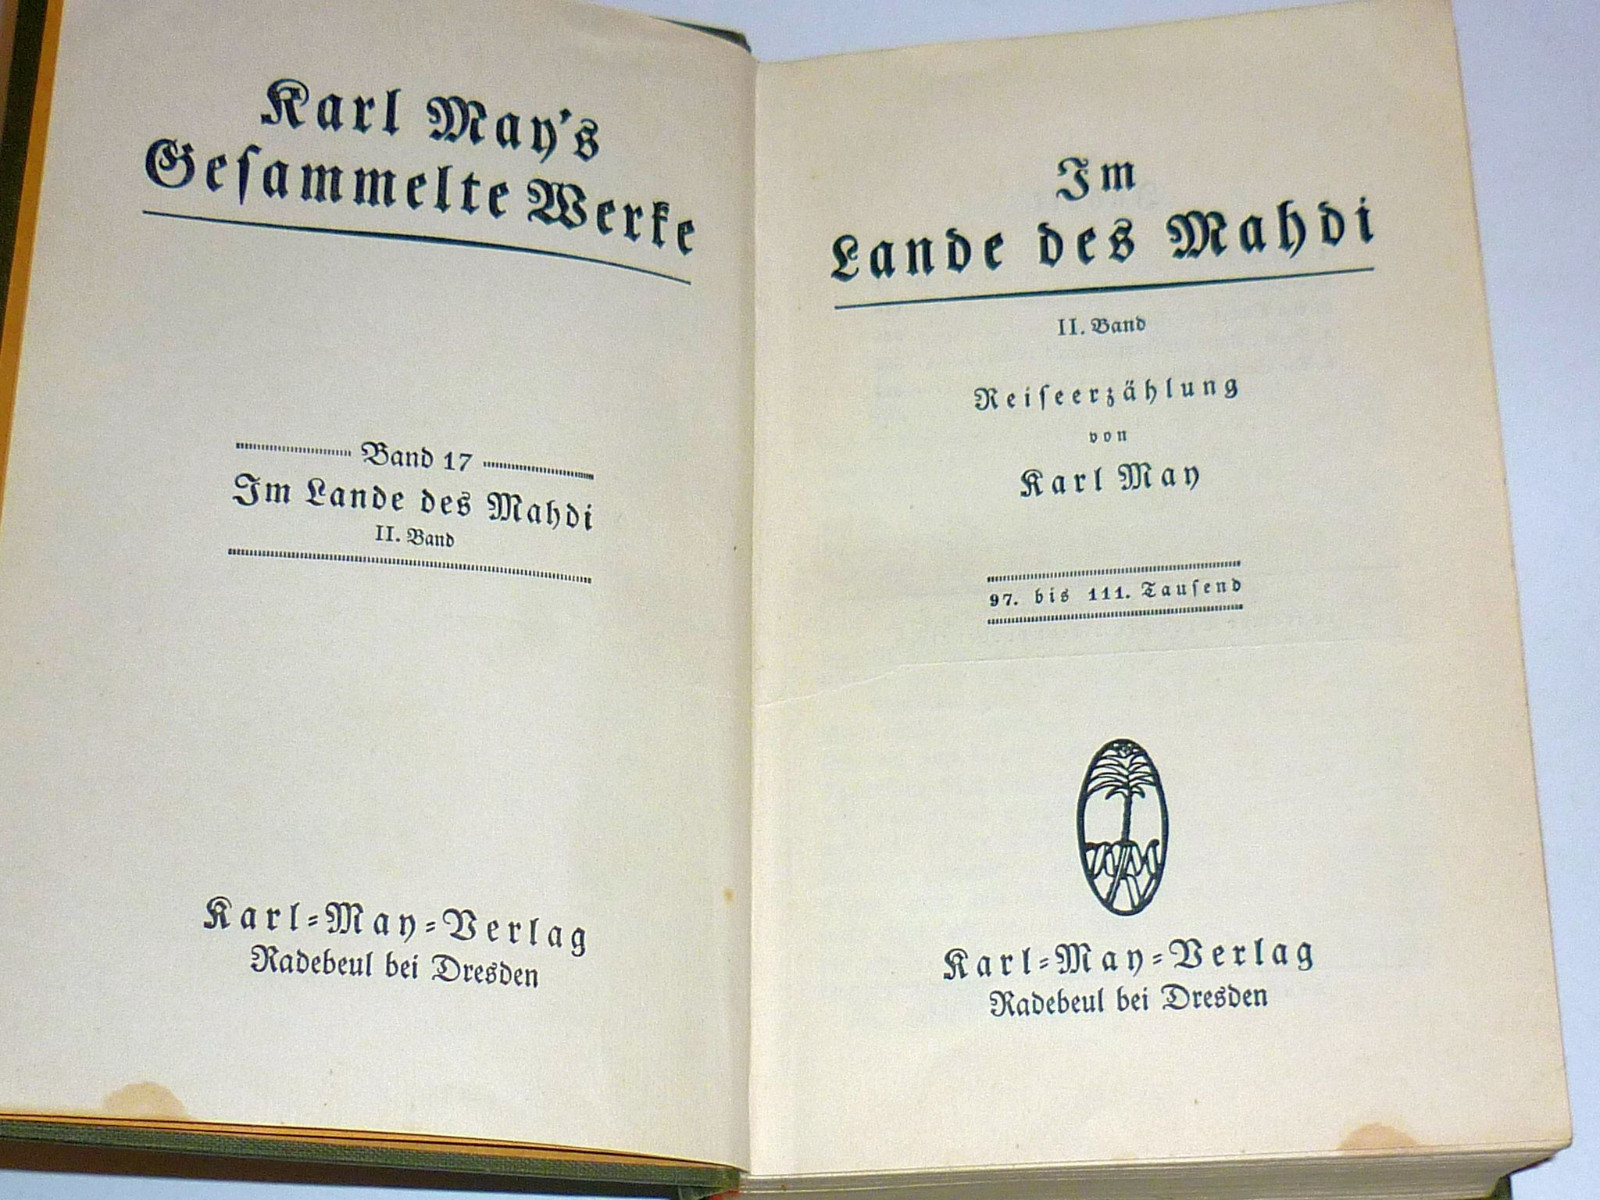 Karl May's
Geſammelte Werke
Band 17
Im Lande des Mahdi
II. Band
Karl-May-Verlag
Radebeul bei Dresden
Im
Lande des Mahdi
II. Band
Reiſeerzählung
von
Karl May
97. bis 111. Tauſend
Karl-May-Verlag
Radebeul bei Dresden